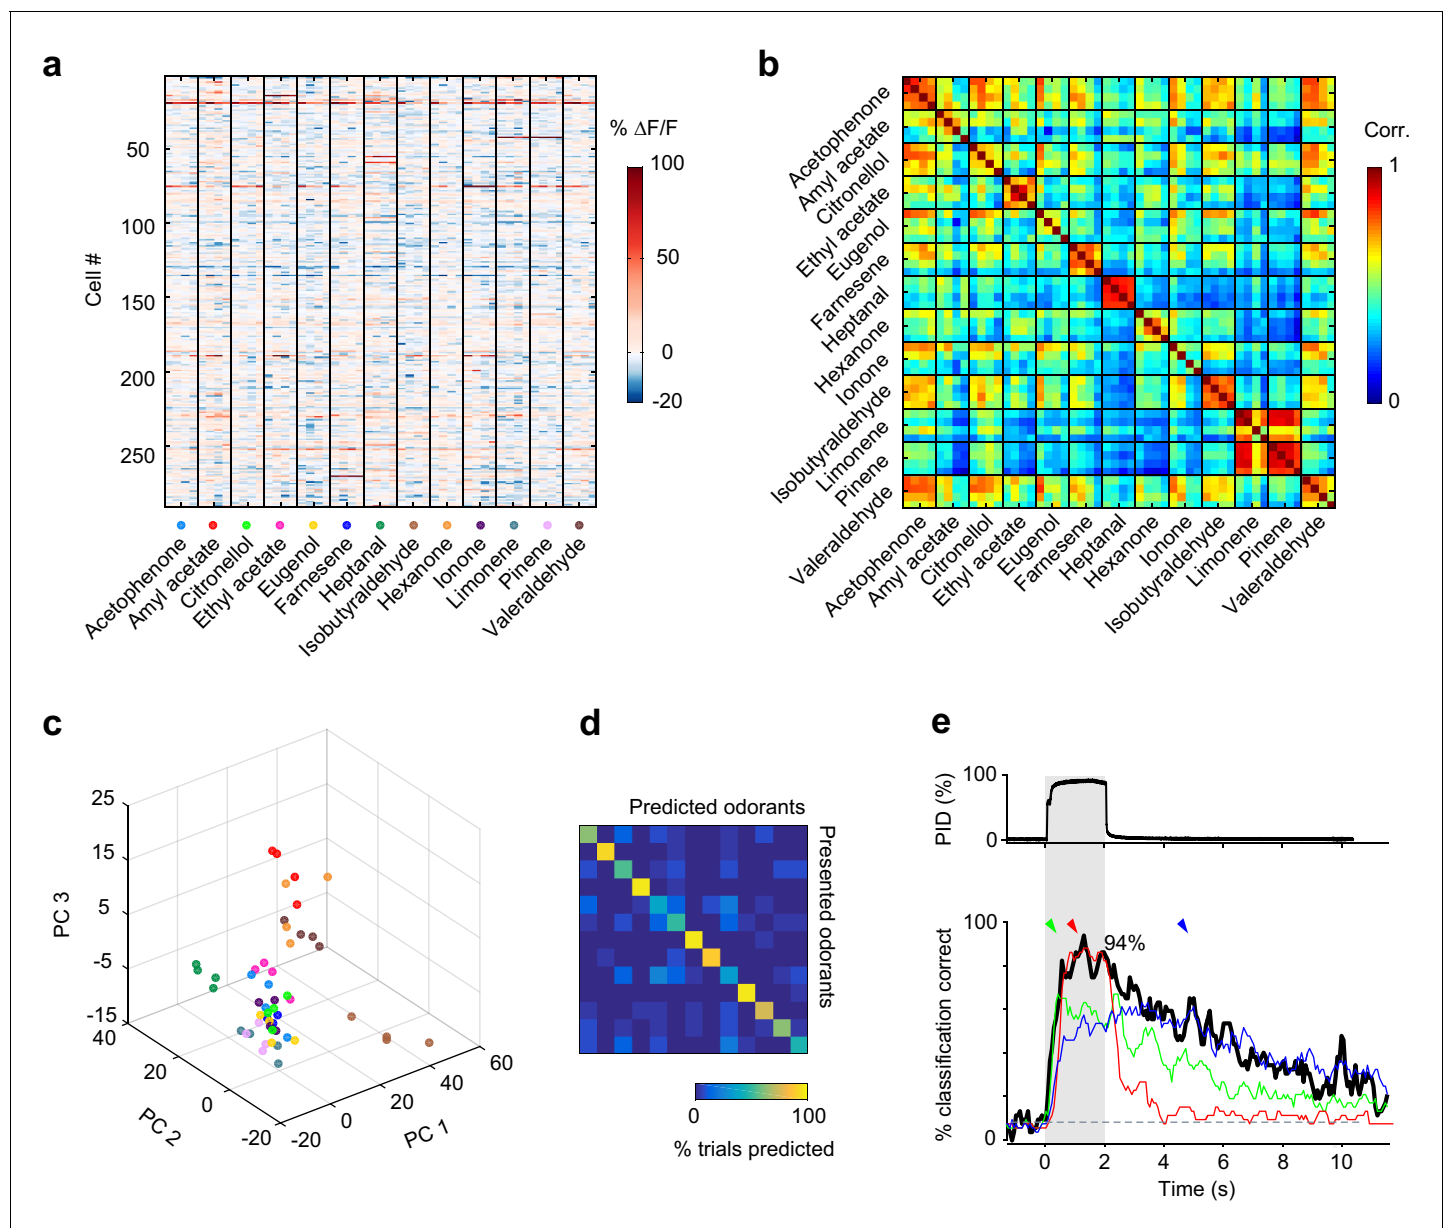 a
% ΔF/F
100
50
0
-20
Cell #
50
100
150
200
250
Acetophenone
Amyl acetate
Citronellol
Ethyl acetate
Eugenol
Farnesene
Heptanal
Isobutyraldehyde
Hexanone
Ionone
Limonene
Pinene
Valeraldehyde
b
Corr.
1
0
Acetophenone
Amyl acetate
Citronellol
Ethyl acetate
Eugenol
Farnesene
Heptanal
Hexanone
Ionone
Isobutyraldehyde
Limonene
Pinene
Valeraldehyde
Acetophenone
Amyl acetate
Citronellol
Ethyl acetate
Eugenol
Farnesene
Heptanal
Hexanone
Ionone
Isobutyraldehyde
Limonene
Pinene
Valeraldehyde
c
PC 3
25
15
5
-5
-15
40
20
0
-20
PC 2
-20
0
20
40
60
PC 1
d
Predicted odorants
Presented odorants
0
100
% trials predicted
e
PID (%)
100
0
% classification correct
100
0
94%
0
2
4
6
8
10
Time (s)